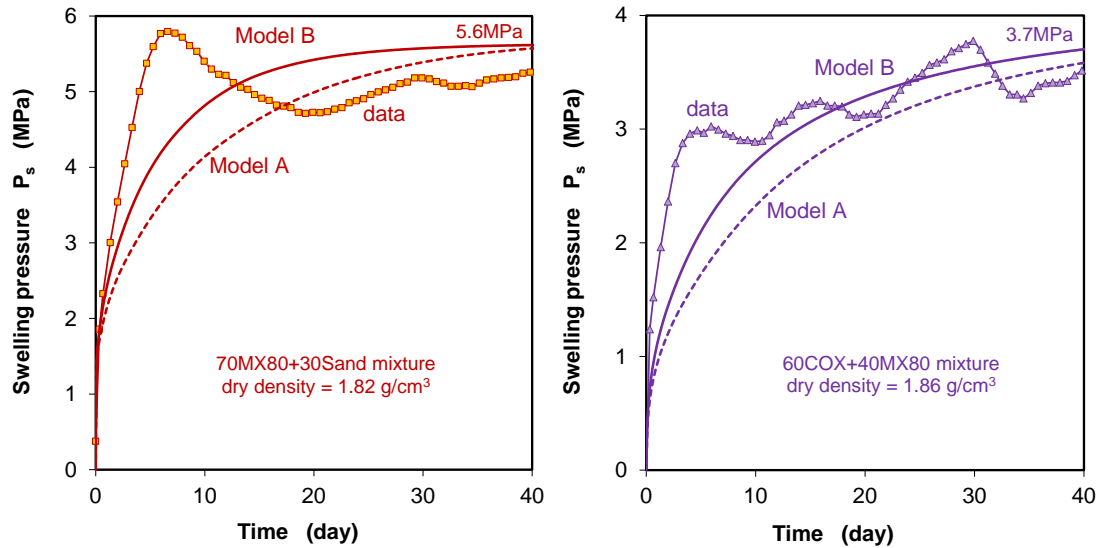 6
5
4
3
2
1
0
0
10
20
30
40
Swelling pressure Ps (MPa)
Time (day)
Model B
5.6MPa
data
Model A
70MX80+30Sand mixture
dry density = 1.82 g/cm³
4
3
2
1
0
0
10
20
30
40
Swelling pressure Ps (MPa)
Time (day)
3.7MPa
Model B
data
Model A
60COX+40MX80 mixture
dry density = 1.86 g/cm³